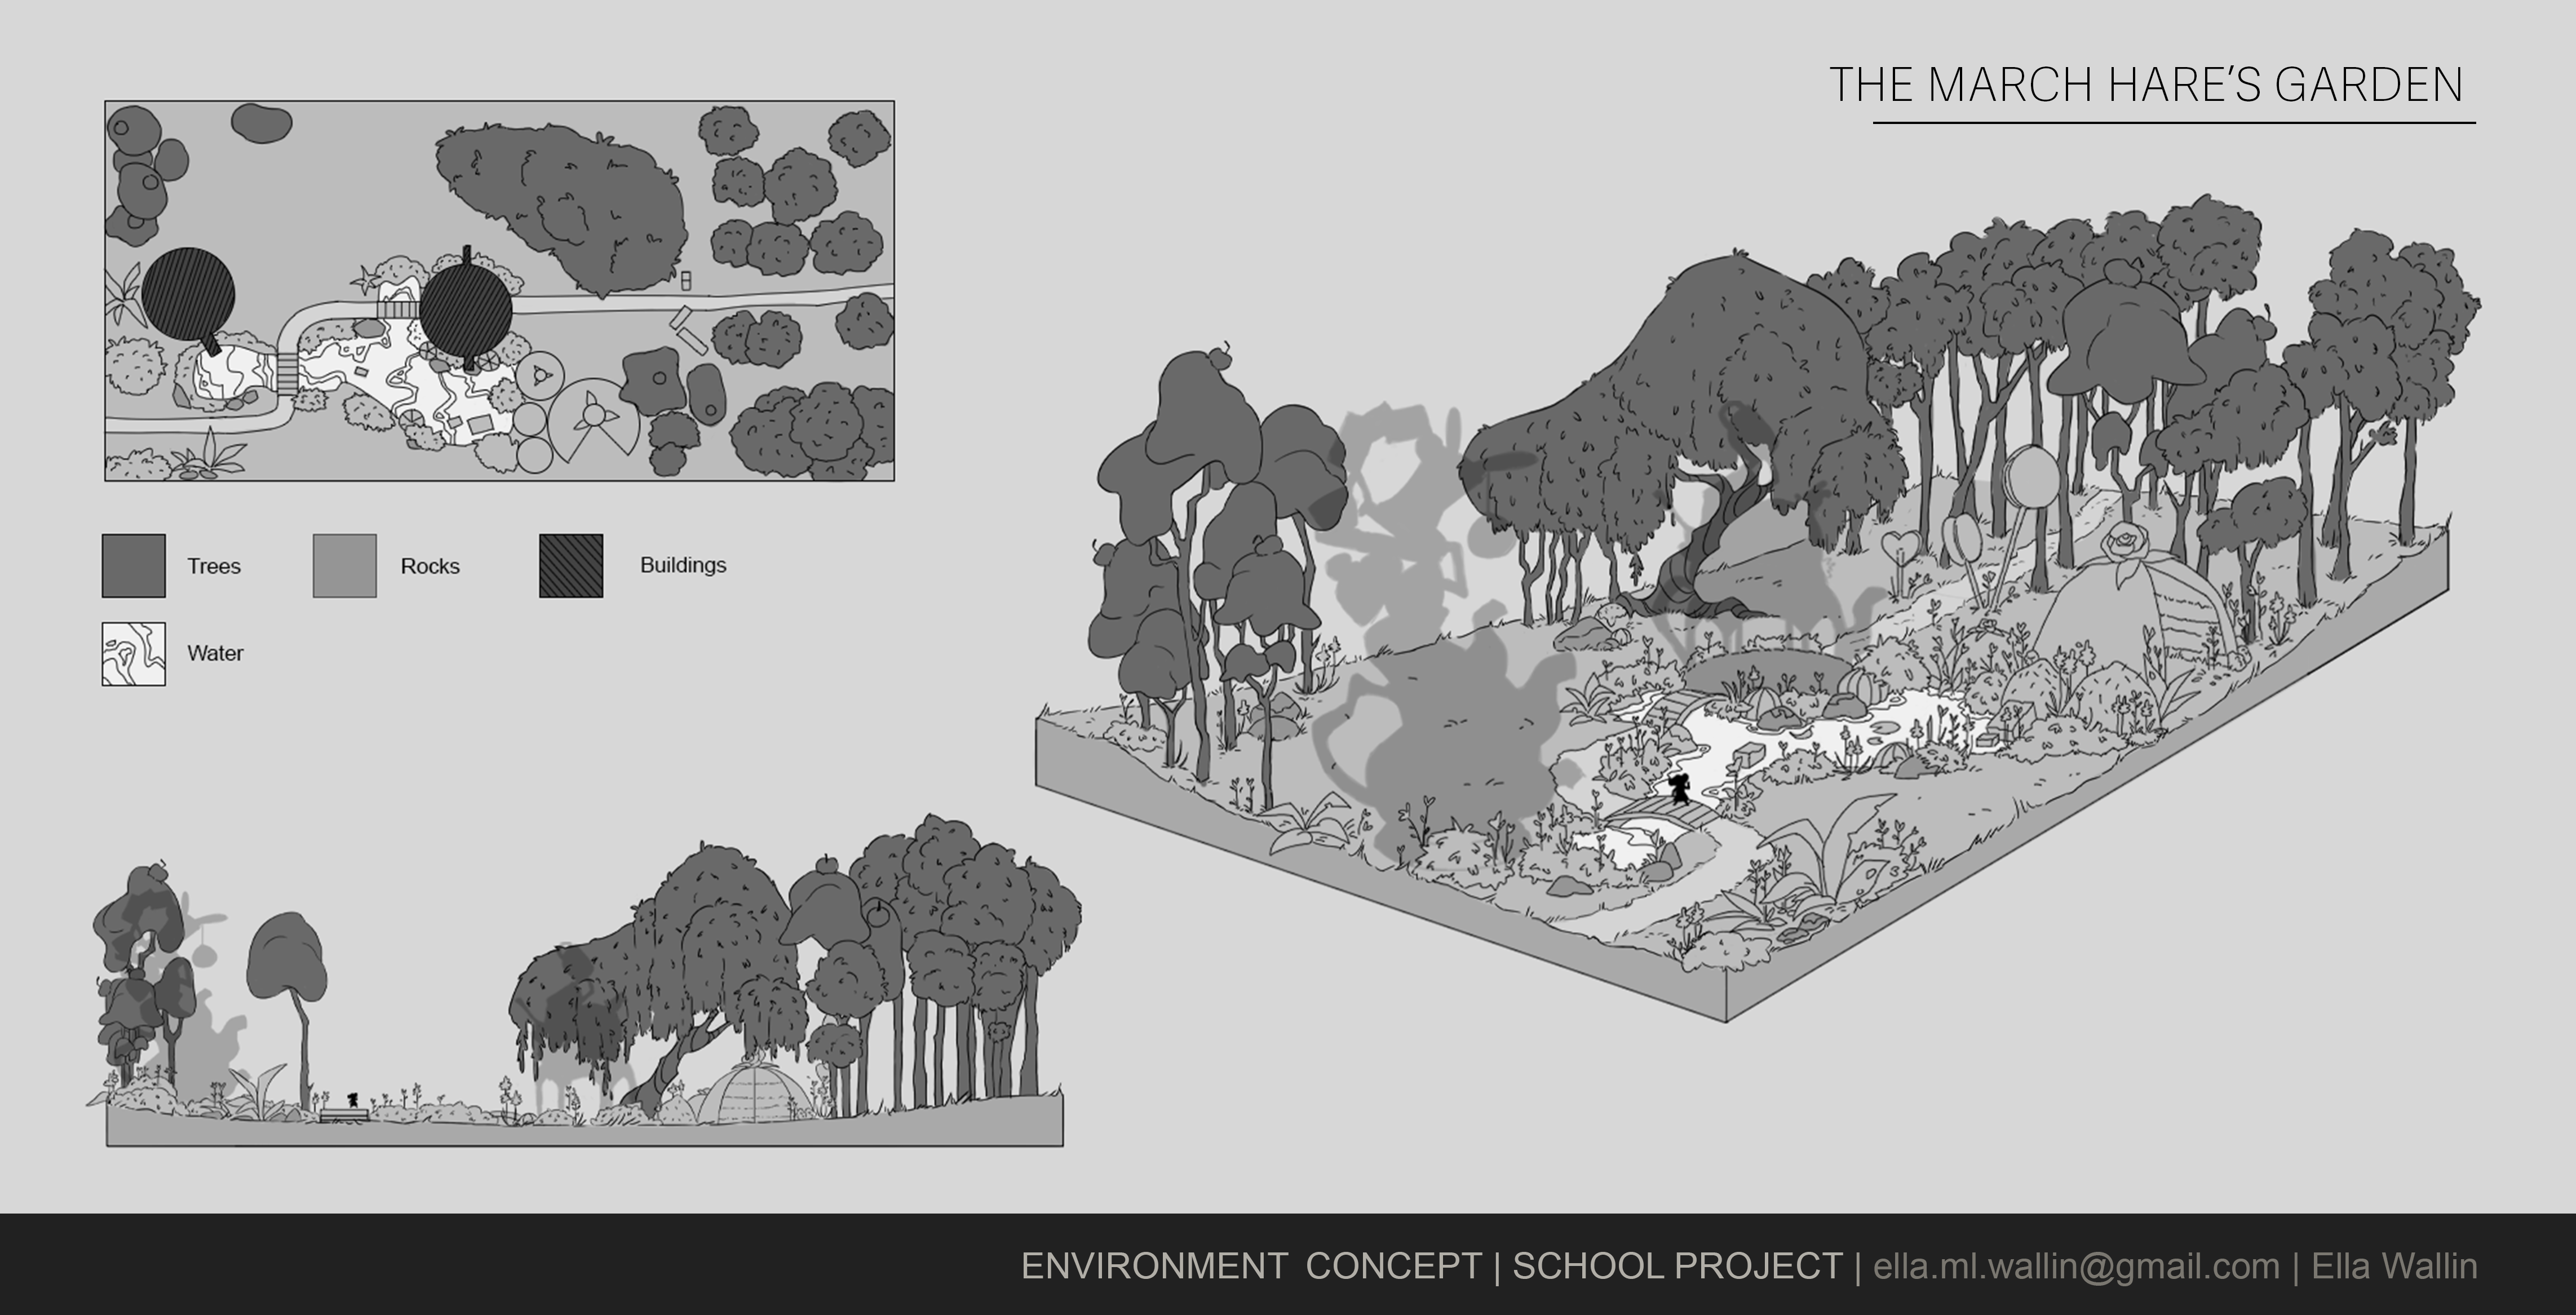 THE MARCH HARE'S GARDEN
Trees
Rocks
Buildings
Water
ENVIRONMENT CONCEPT | SCHOOL PROJECT | ella.ml.wallin@gmail.com | Ella Wallin